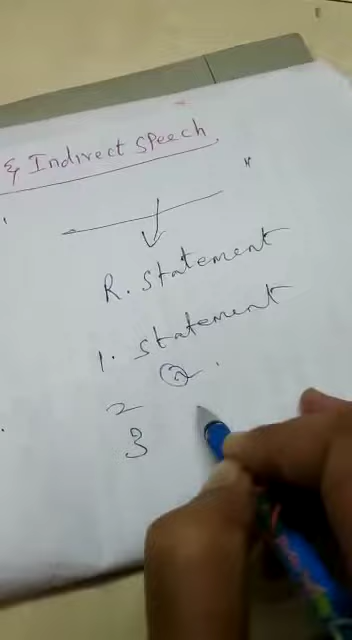 & Indirect Speech
"
R. Statement
1. Statement
2 Q.
3